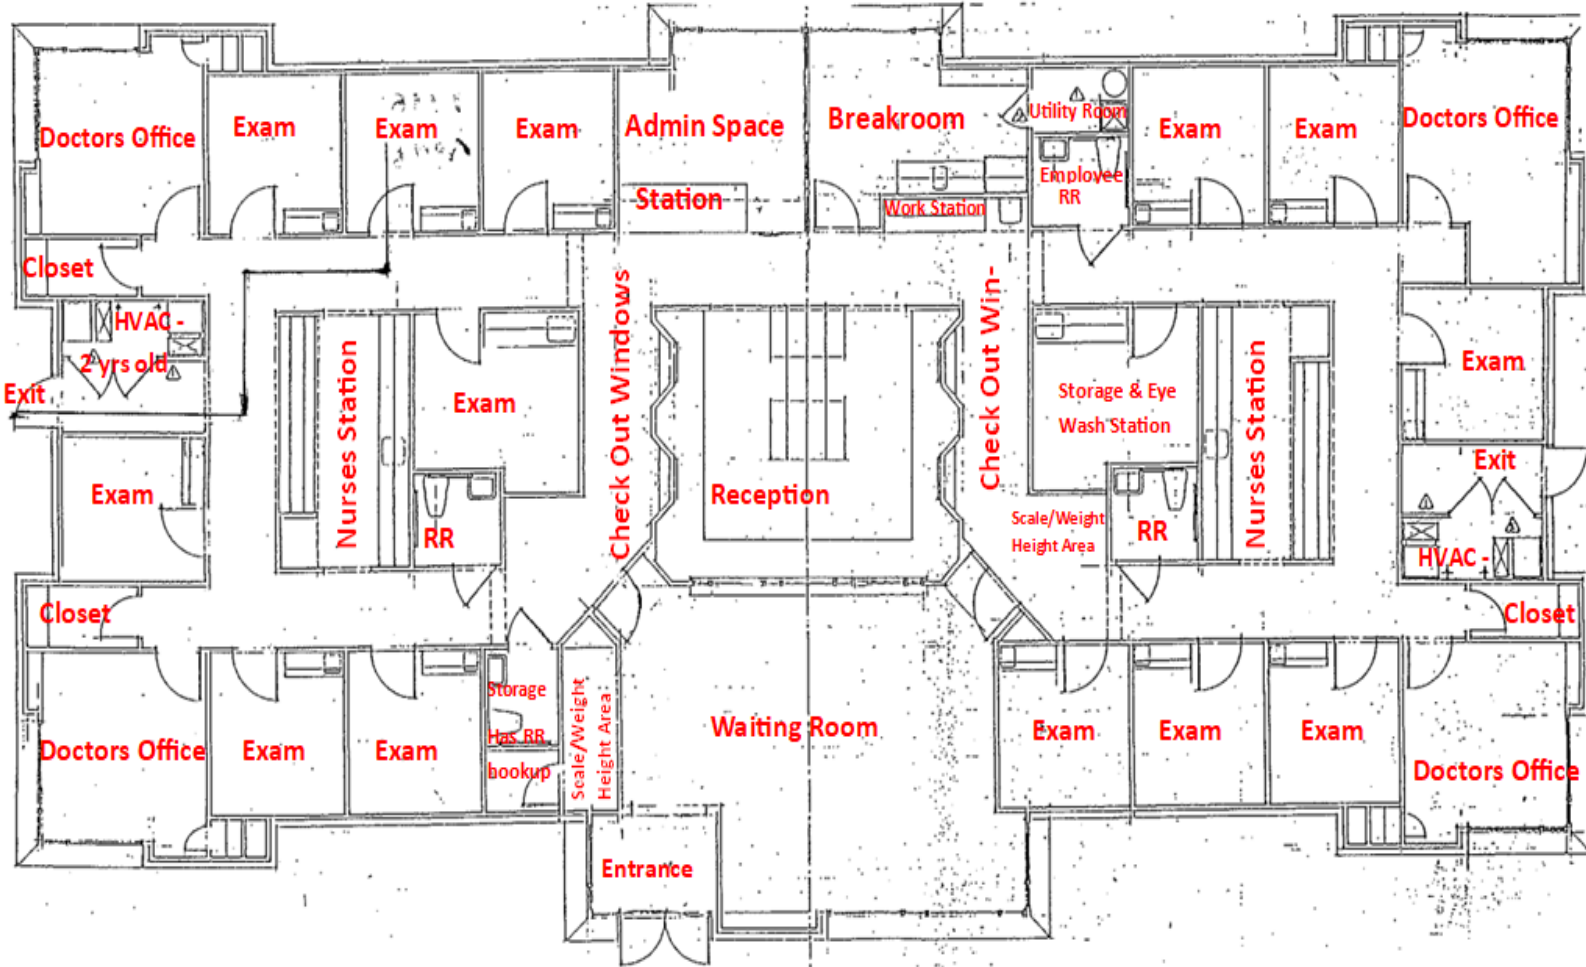 Doctors Office
Exam
Exam
Exam
Admin Space
Station
Breakroom
Work Station
Utility Room
Employee
RR
Exam
Exam
Doctors Office
Closet
HVAC -
2 yrs old
Exit
Nurses Station
Exam
Check Out Windows
Reception
Check Out Win-
Storage & Eye
Wash Station
Nurses Station
Exam
Exam
RR
Scale/Weight
Height Area
RR
Exit
HVAC -
Closet
Closet
Doctors Office
Exam
Exam
Storage
Has RR
hookup
Scale/Weight
Height Area
Waiting Room
Exam
Exam
Exam
Doctors Office
Entrance